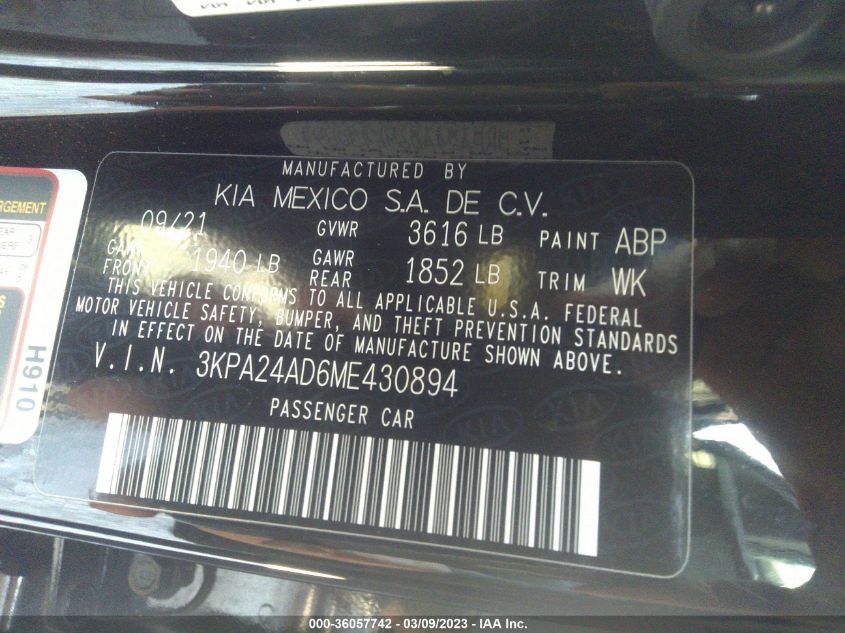 MANUFACTURED BY
KIA MEXICO S.A. DE C.V.
09/21 GVWR 3616 LB PAINT ABP
GAWR FRONT 1940 LB GAWR REAR 1852 LB TRIM WK
THIS VEHICLE CONFORMS TO ALL APPLICABLE U.S.A. FEDERAL
MOTOR VEHICLE SAFETY, BUMPER, AND THEFT PREVENTION STANDARDS
IN EFFECT ON THE DATE OF MANUFACTURE SHOWN ABOVE.
V.I.N. 3KPA24AD6ME430894
PASSENGER CAR
H910
000-36057742 - 03/09/2023 - IAA Inc.